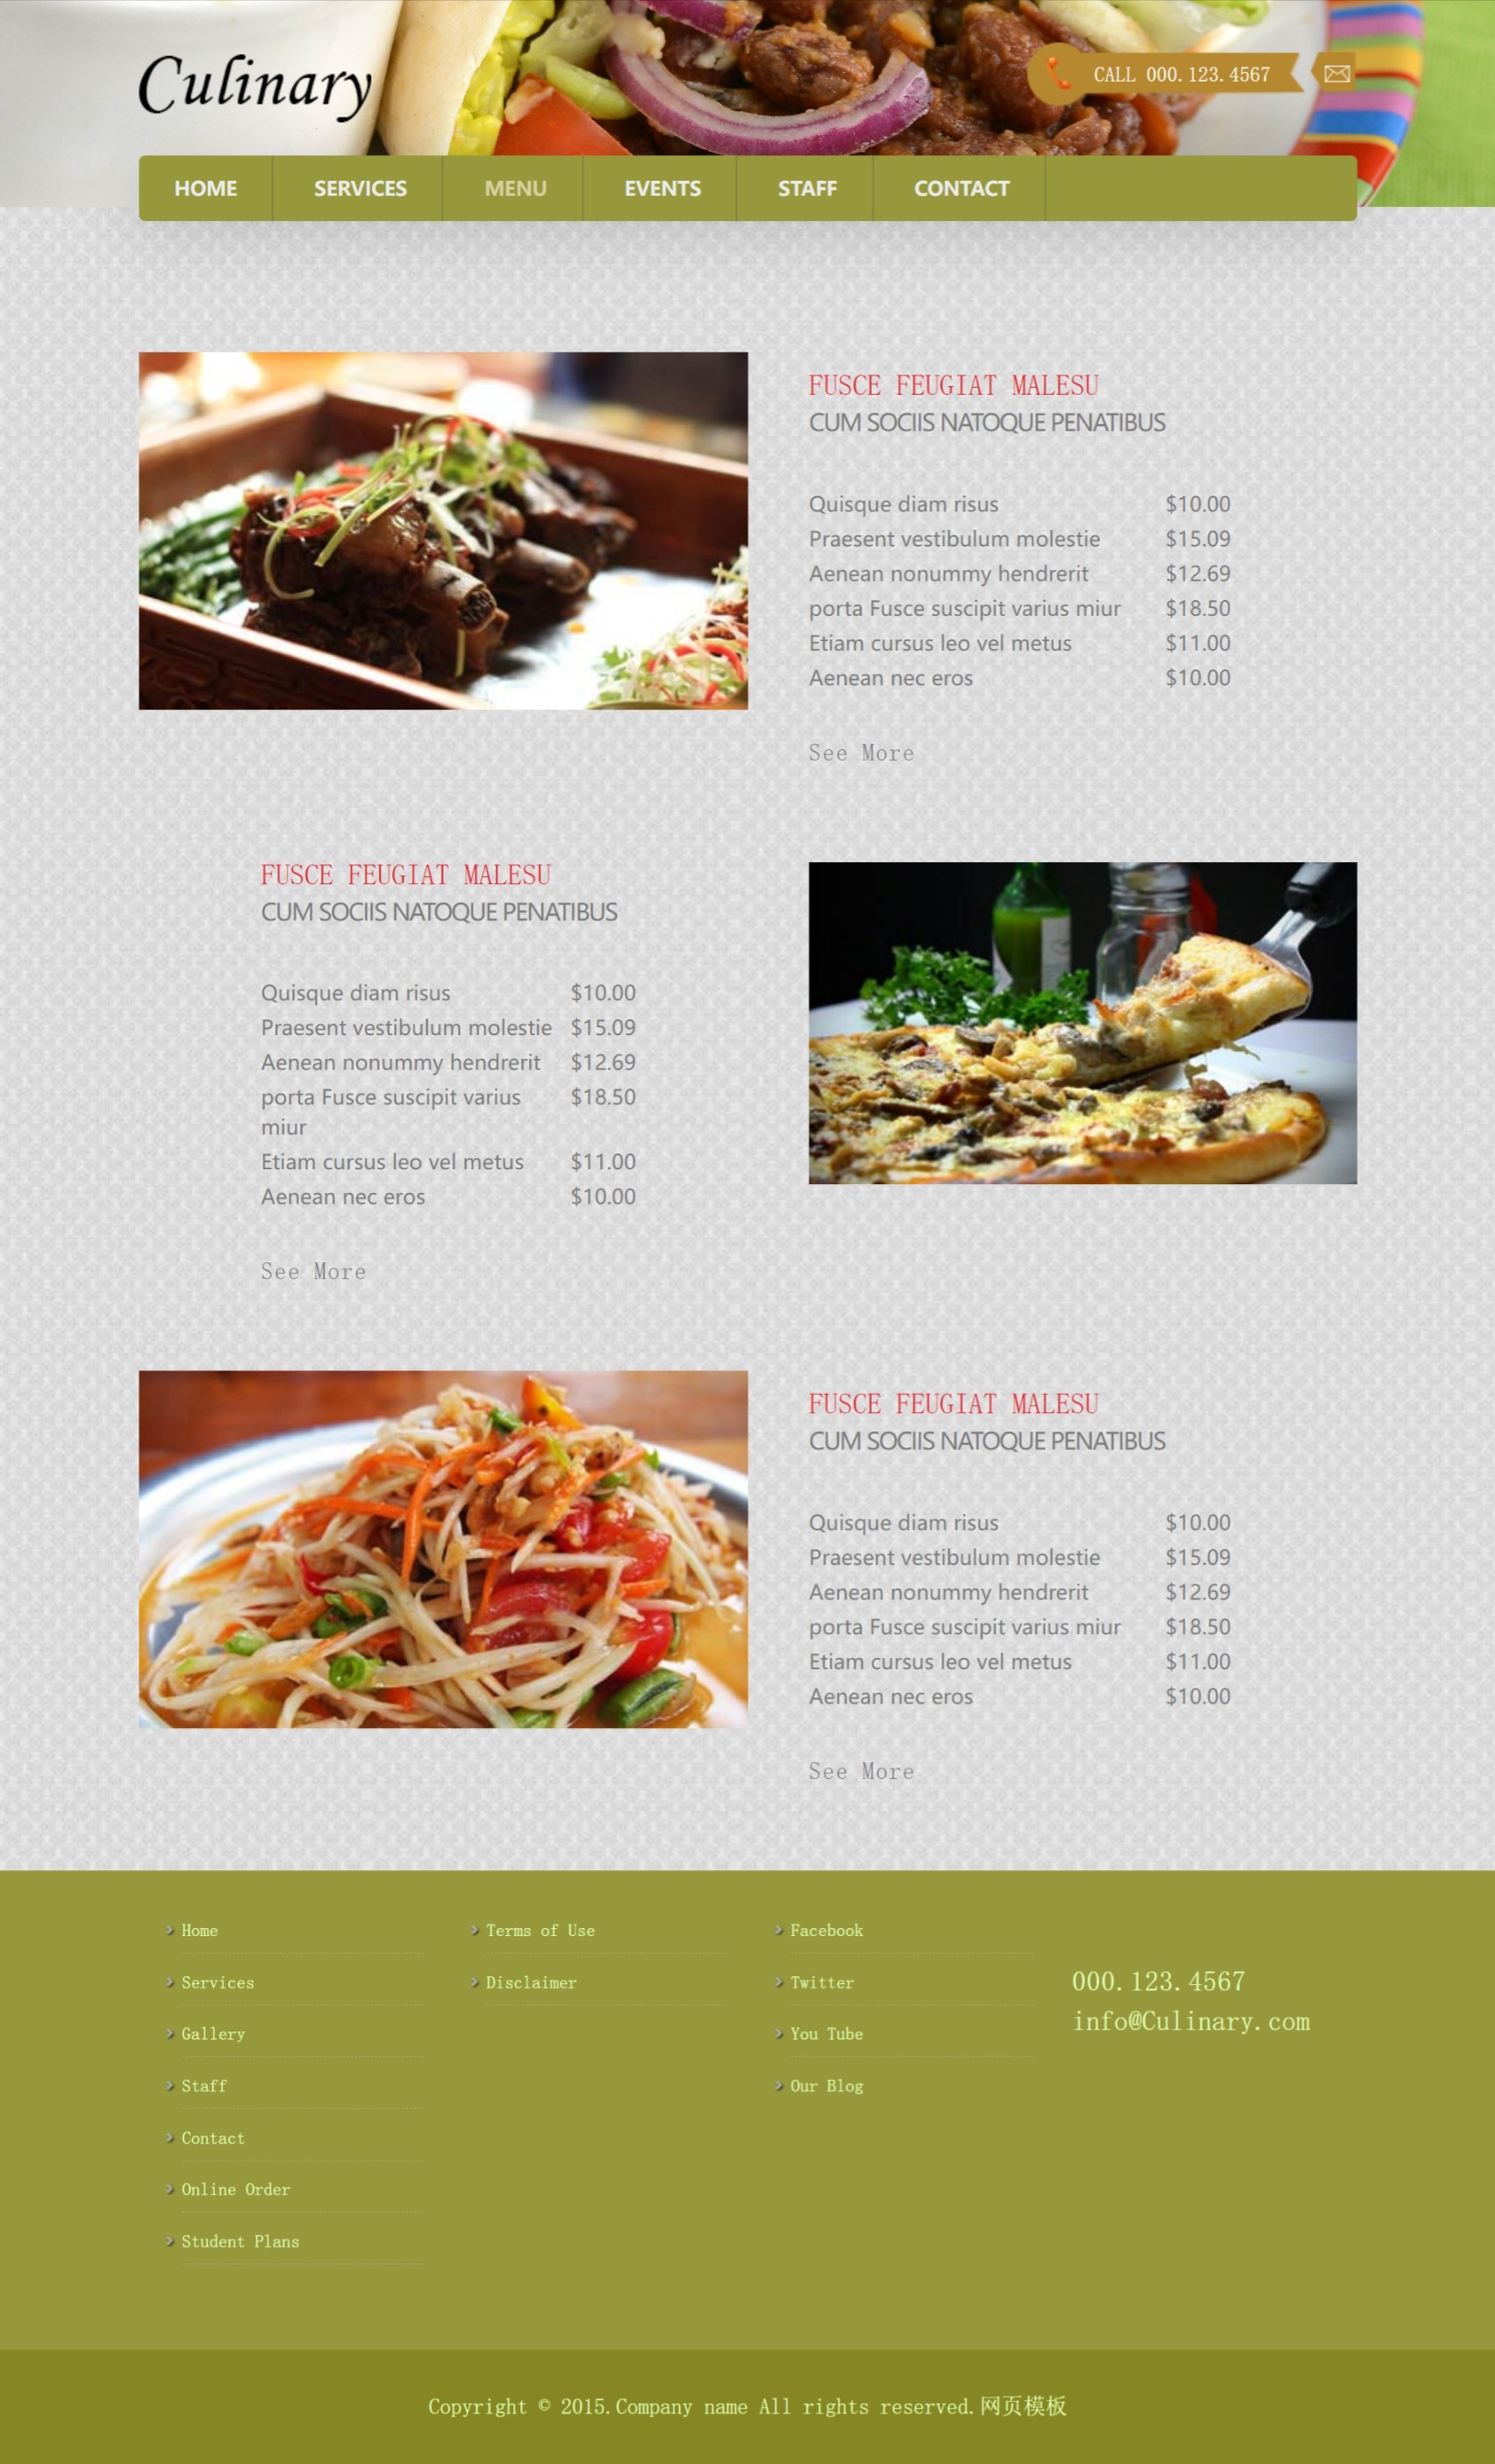 Culinary
CALL 000.123.4567
HOME SERVICES MENU EVENTS STAFF CONTACT
FUSCE FEUGIAT MALESU
CUM SOCIIS NATOQUE PENATIBUS
Quisque diam risus $10.00
Praesent vestibulum molestie $15.09
Aenean nonummy hendrerit $12.69
porta Fusce suscipit varius miur $18.50
Etiam cursus leo vel metus $11.00
Aenean nec eros $10.00
See More
FUSCE FEUGIAT MALESU
CUM SOCIIS NATOQUE PENATIBUS
Quisque diam risus $10.00
Praesent vestibulum molestie $15.09
Aenean nonummy hendrerit $12.69
porta Fusce suscipit varius $18.50
miur
Etiam cursus leo vel metus $11.00
Aenean nec eros $10.00
See More
FUSCE FEUGIAT MALESU
CUM SOCIIS NATOQUE PENATIBUS
Quisque diam risus $10.00
Praesent vestibulum molestie $15.09
Aenean nonummy hendrerit $12.69
porta Fusce suscipit varius miur $18.50
Etiam cursus leo vel metus $11.00
Aenean nec eros $10.00
See More
Home
Services
Gallery
Staff
Contact
Online Order
Student Plans
Terms of Use
Disclaimer
Facebook
Twitter
You Tube
Our Blog
000.123.4567
info@Culinary.com
Copyright © 2015.Company name All rights reserved.网页模板